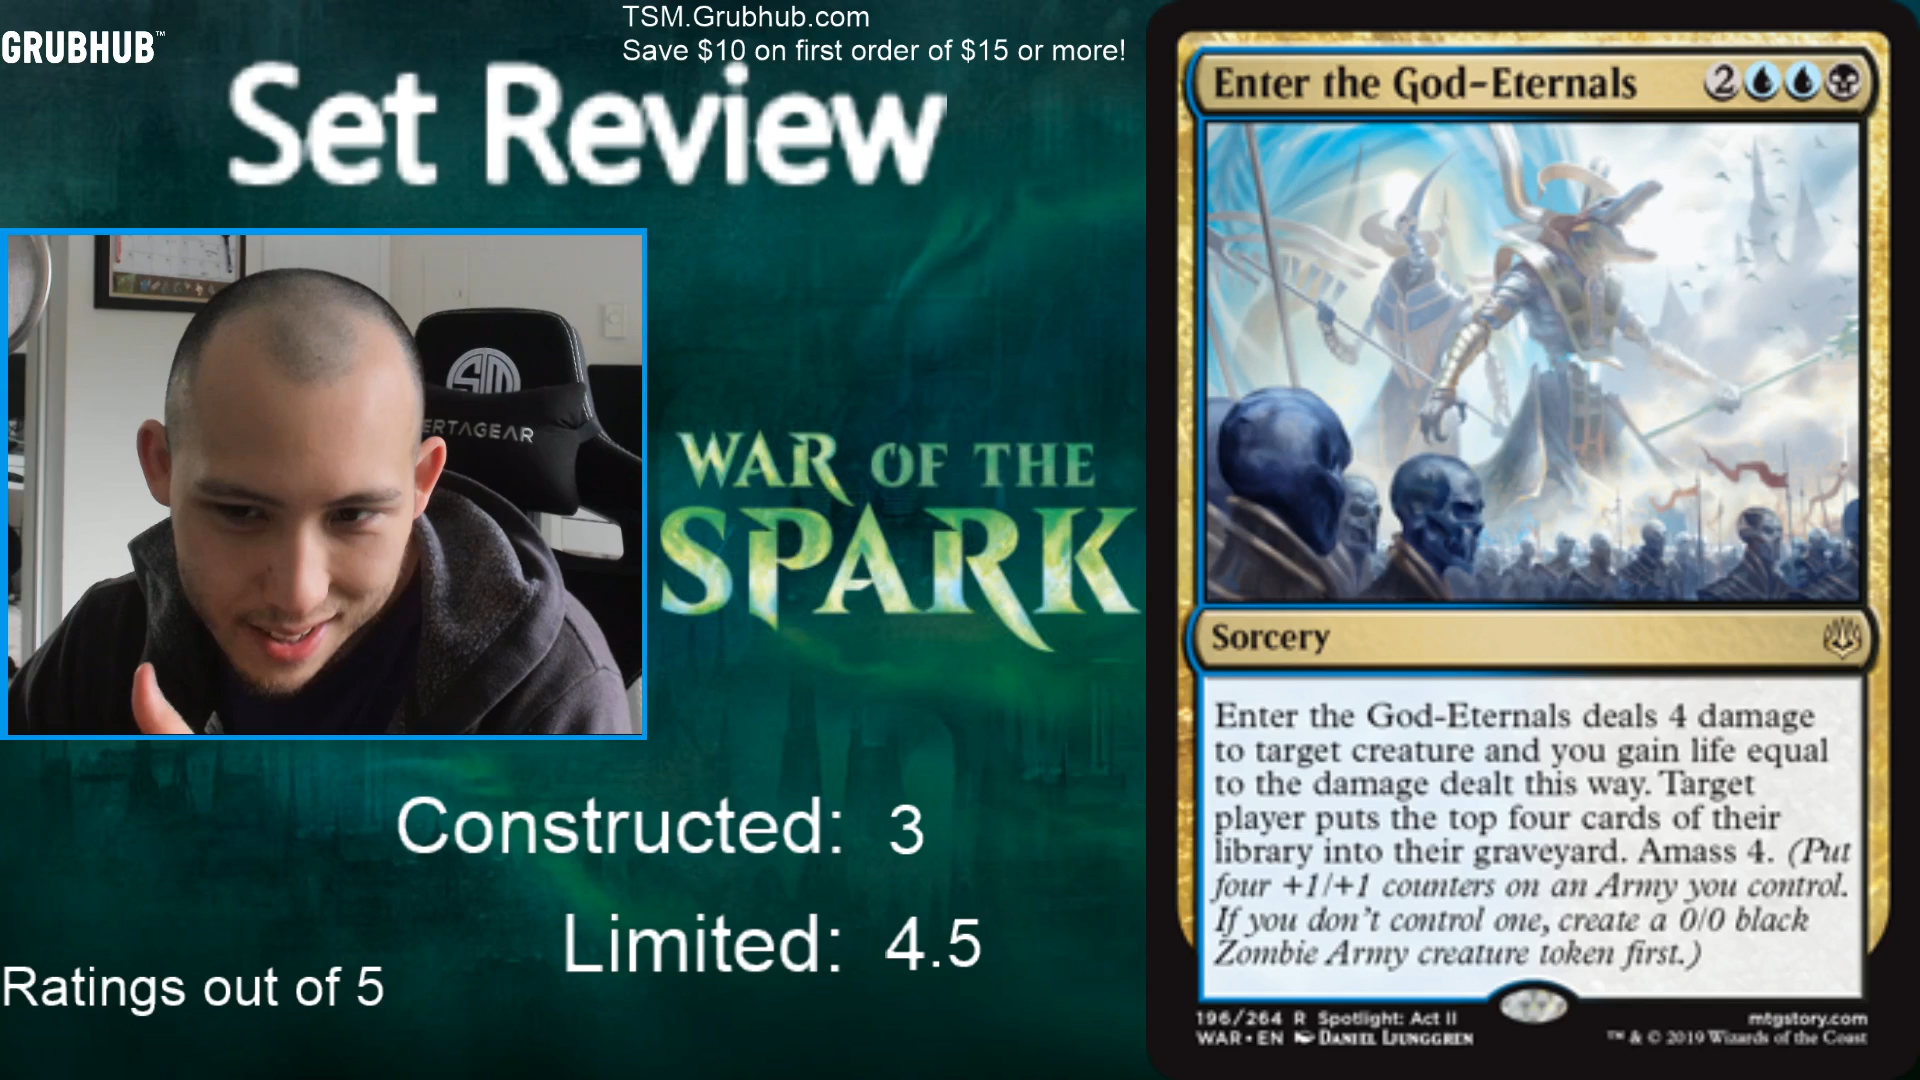 GRUBHUB™
TSM.Grubhub.com
Save $10 on first order of $15 or more!
Set Review
ERTAGEAR
WAR OF THE
SPARK
Constructed: 3
Limited: 4.5
Ratings out of 5
Enter the God-Eternals 2
Sorcery
Enter the God-Eternals deals 4 damage
to target creature and you gain life equal
to the damage dealt this way. Target
player puts the top four cards of their
library into their graveyard. Amass 4. (Put
four +1/+1 counters on an Army you control.
If you don't control one, create a 0/0 black
Zombie Army creature token first.)
196/264 R Spotlight: Act II
WAR • EN DANIEL LJUNGGREN
mtgstory.com
™ & © 2019 Wizards of the Coast